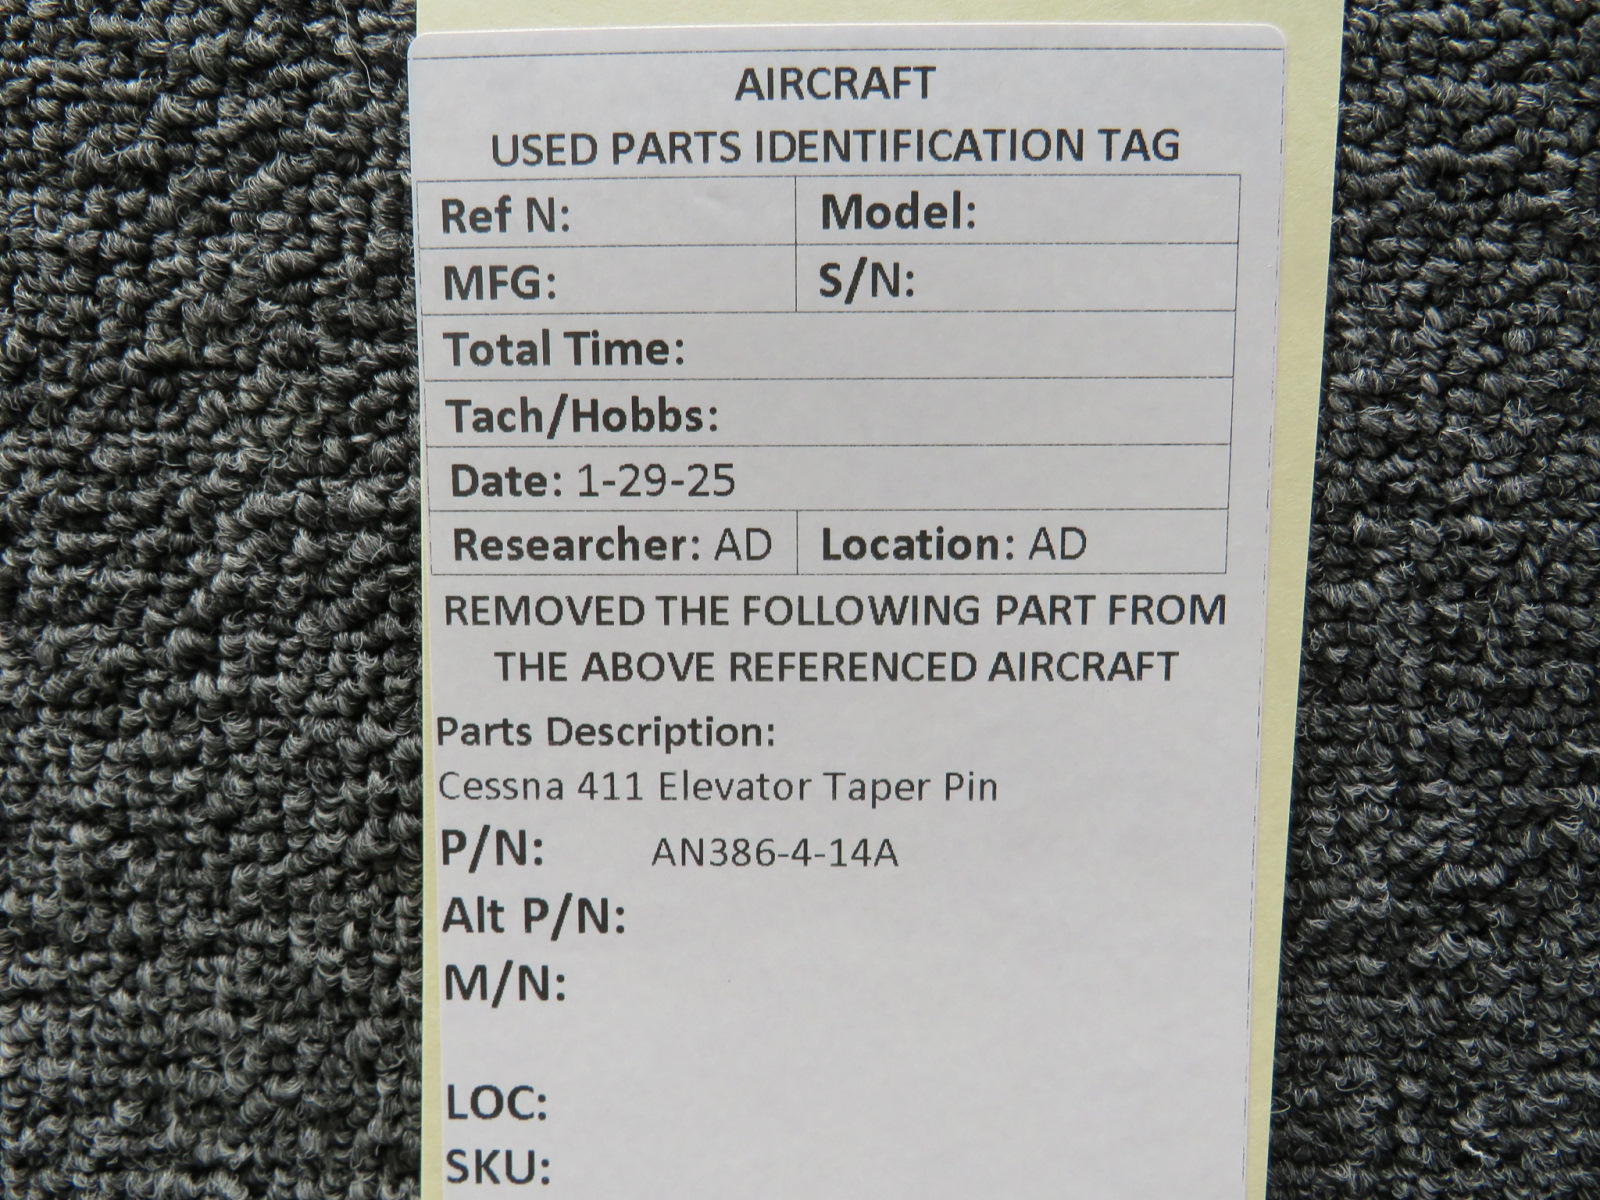 AIRCRAFT
USED PARTS IDENTIFICATION TAG
Ref N: Model:
MFG: S/N:
Total Time:
Tach/Hobbs:
Date: 1-29-25
Researcher: AD Location: AD
REMOVED THE FOLLOWING PART FROM
THE ABOVE REFERENCED AIRCRAFT
Parts Description:
Cessna 411 Elevator Taper Pin
P/N: AN386-4-14A
Alt P/N:
M/N:
LOC:
SKU: